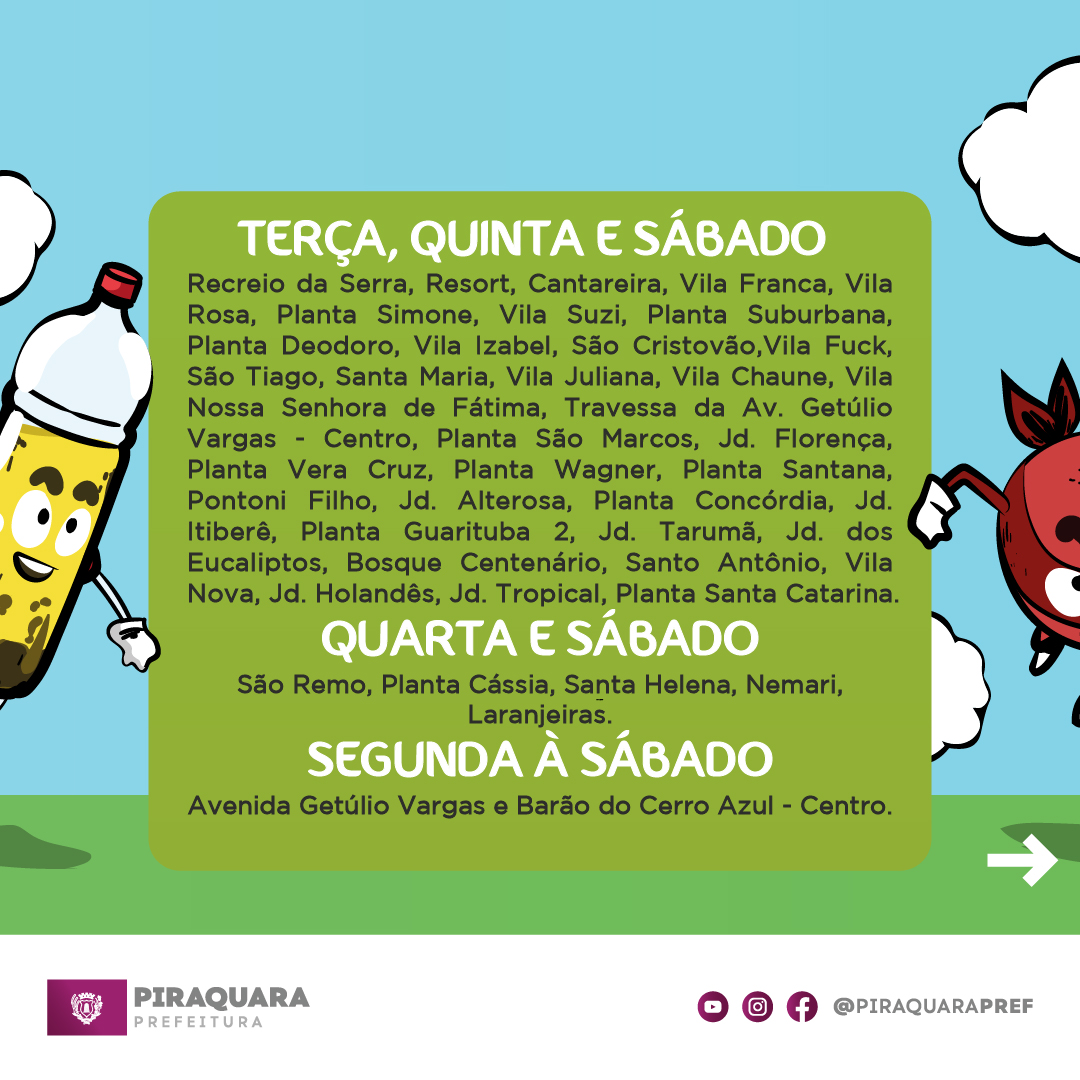 TERÇA, QUINTA E SÁBADO
Recreio da Serra, Resort, Cantareira, Vila Franca, Vila
Rosa, Planta Simone, Vila Suzi, Planta Suburbana,
Planta Deodoro, Vila Izabel, São Cristovão,Vila Fuck,
São Tiago, Santa Maria, Vila Juliana, Vila Chaune, Vila
Nossa Senhora de Fátima, Travessa da Av. Getúlio
Vargas - Centro, Planta São Marcos, Jd. Florença,
Planta Vera Cruz, Planta Wagner, Planta Santana,
Pontoni Filho, Jd. Alterosa, Planta Concórdia, Jd.
Itiberê, Planta Guarituba 2, Jd. Tarumã, Jd. dos
Eucaliptos, Bosque Centenário, Santo Antônio, Vila
Nova, Jd. Holandês, Jd. Tropical, Planta Santa Catarina.
QUARTA E SÁBADO
São Remo, Planta Cássia, Santa Helena, Nemari,
Laranjeiras.
SEGUNDA À SÁBADO
Avenida Getúlio Vargas e Barão do Cerro Azul - Centro.
PIRAQUARA
PREFEITURA
@PIRAQUARAPREF